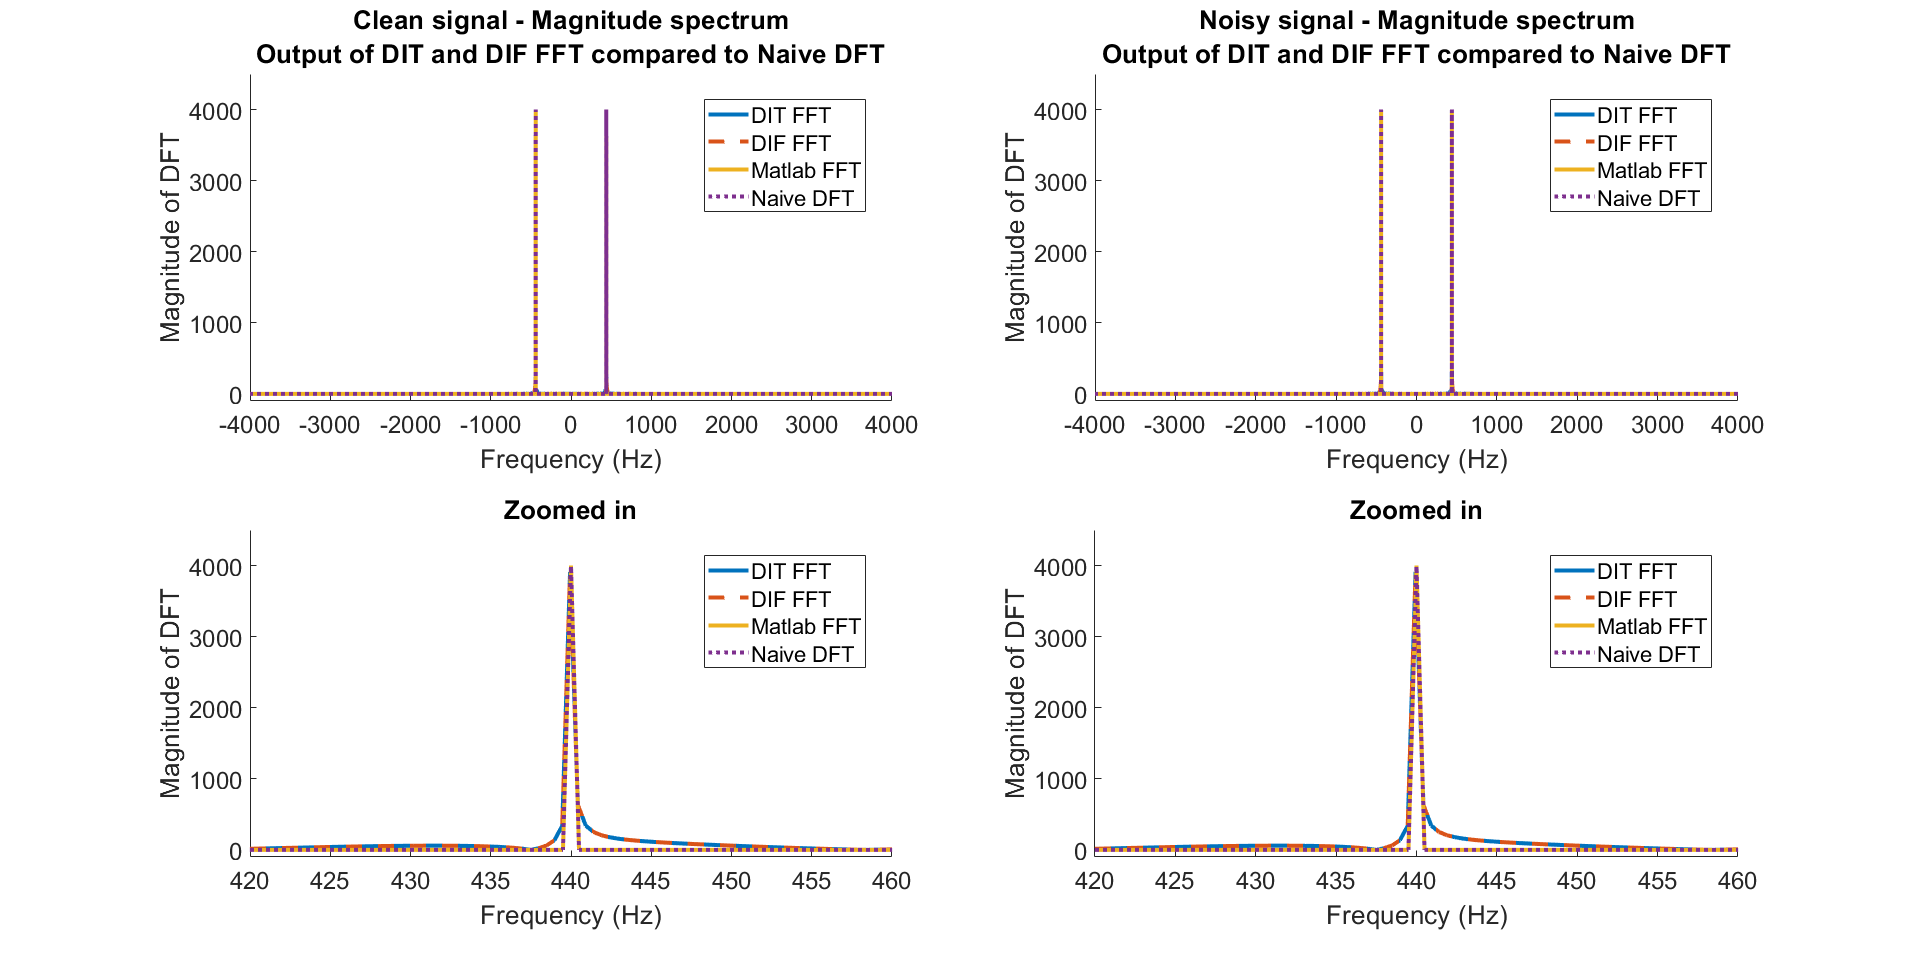 Clean signal - Magnitude spectrum
Output of DIT and DIF FFT compared to Naive DFT
Magnitude of DFT
4000
3000
2000
1000
0
DIT FFT
DIF FFT
Matlab FFT
Naive DFT
-4000 -3000 -2000 -1000 0 1000 2000 3000 4000
Frequency (Hz)
Noisy signal - Magnitude spectrum
Output of DIT and DIF FFT compared to Naive DFT
Magnitude of DFT
4000
3000
2000
1000
0
DIT FFT
DIF FFT
Matlab FFT
Naive DFT
-4000 -3000 -2000 -1000 0 1000 2000 3000 4000
Frequency (Hz)
Zoomed in
Magnitude of DFT
4000
3000
2000
1000
0
DIT FFT
DIF FFT
Matlab FFT
Naive DFT
420 425 430 435 440 445 450 455 460
Frequency (Hz)
Zoomed in
Magnitude of DFT
4000
3000
2000
1000
0
DIT FFT
DIF FFT
Matlab FFT
Naive DFT
420 425 430 435 440 445 450 455 460
Frequency (Hz)